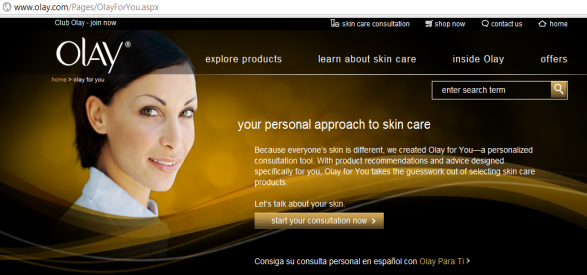 www.olay.com/Pages/OlayForYou.aspx
Club Olay - join now
skin care consultation
shop now
contact us
home
OLAY®
explore products
learn about skin care
inside Olay
offers
home > olay for you
enter search term
your personal approach to skin care
Because everyone's skin is different, we created Olay for You—a personalized
consultation tool. With product recommendations and advice designed
specifically for you, Olay for You takes the guesswork out of selecting skin care
products.
Let's talk about your skin.
start your consultation now >
Consiga su consulta personal en español con Olay Para Ti >